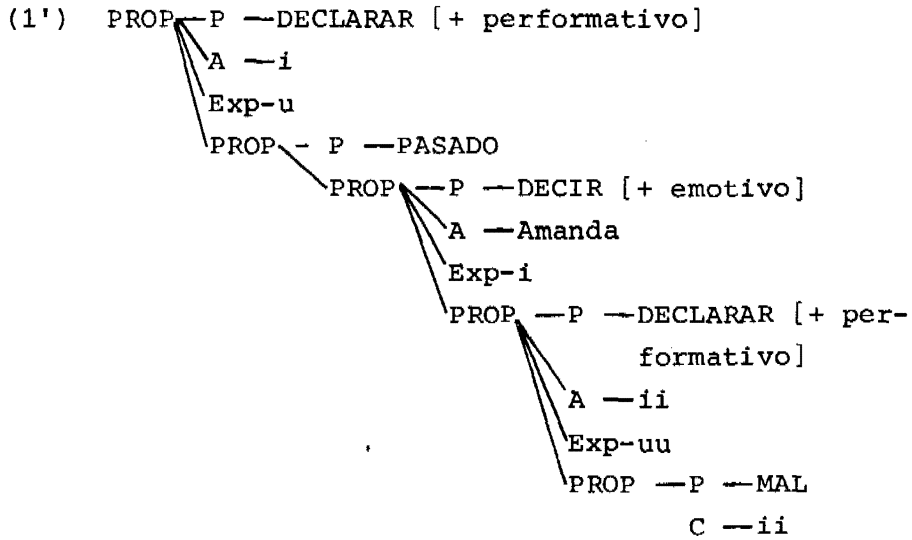 (1') PROP — P — DECLARAR [+ performativo]
A — i
Exp-u
PROP - P — PASADO
PROP — P — DECIR [+ emotivo]
A — Amanda
Exp-i
PROP — P — DECLARAR [+ per-
formativo]
A — ii
Exp-uu
PROP — P — MAL
C — ii